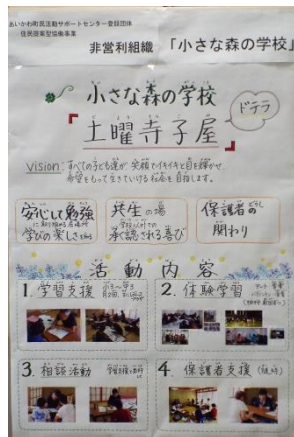 あいかわ町民活動サポートセンター登録団体
住民提案型協働事業
非営利組織 「小さな森の学校」
小さな森の学校
土曜寺子屋
ドテラ
vision:すべての子ども達が、笑顔でイキイキと目を輝かせ、
希望をもって生きていける社会を目指します。
安心して勉強
学びの楽しさ
共生の場
承認される喜び
保護者の
関わり
活動内容
1. 学習支援
2. 体験学習
3. 相談活動
4. 保護者支援